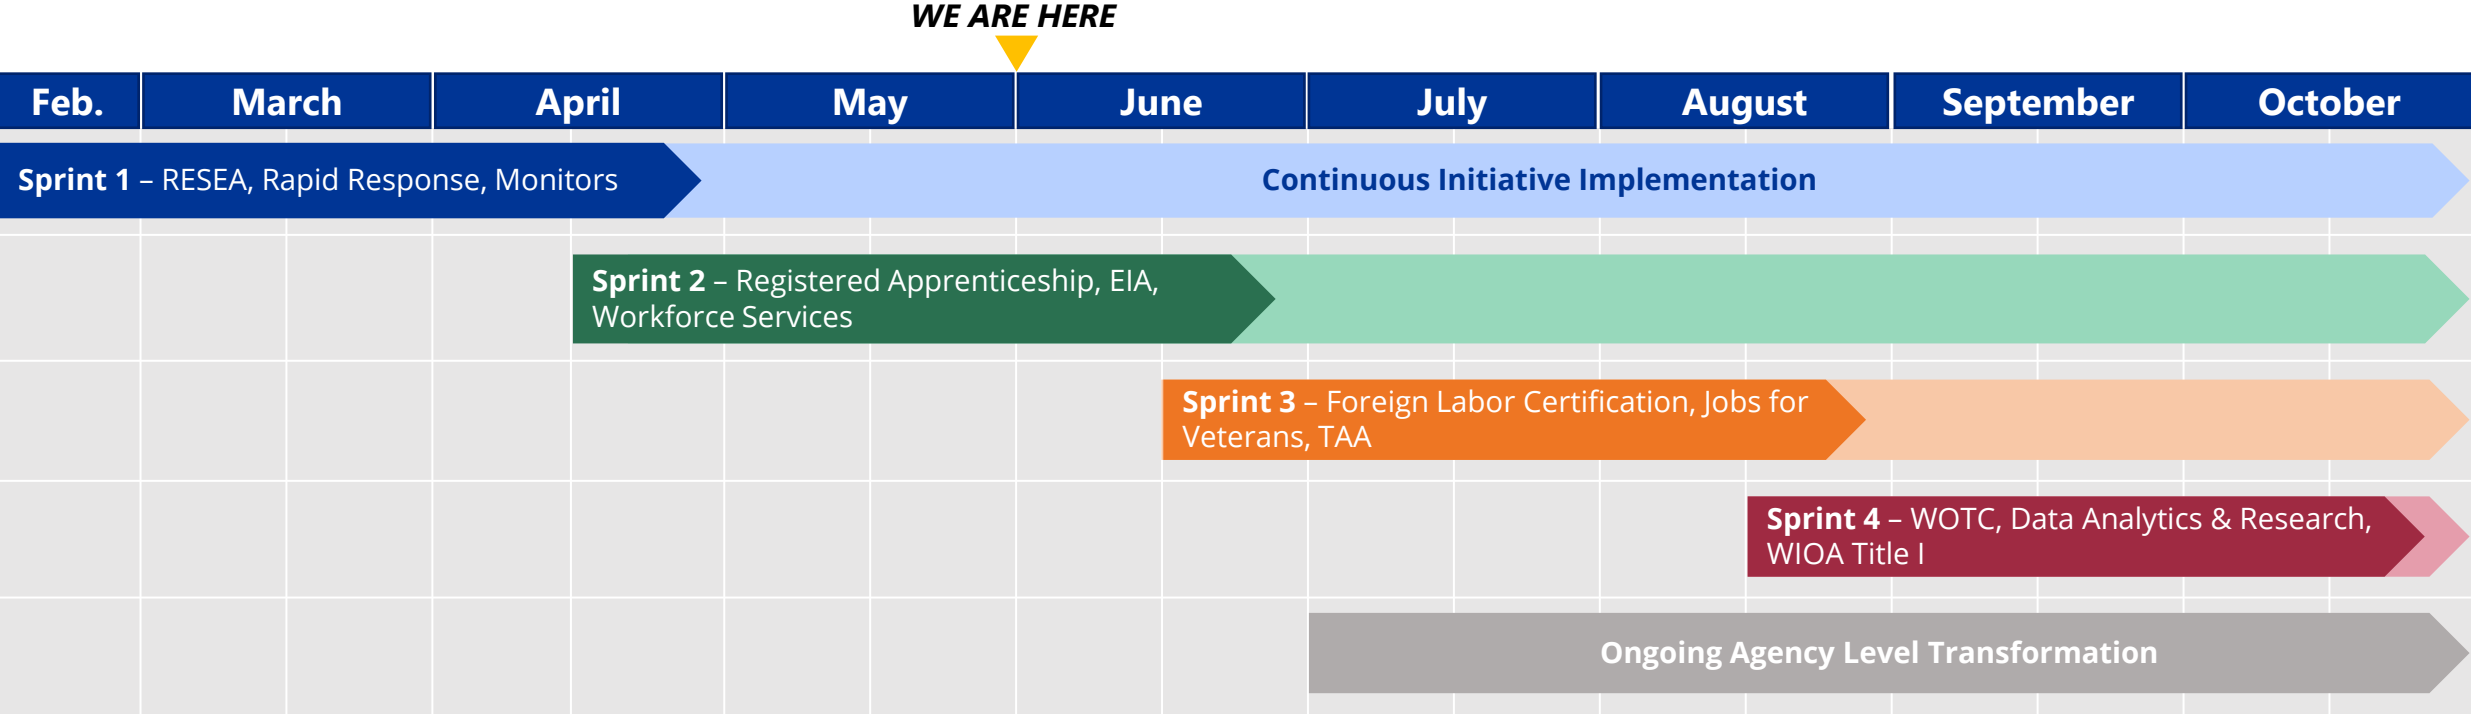 WE ARE HERE
Feb. March April May June July August September October
Sprint 1 – RESEA, Rapid Response, Monitors
Continuous Initiative Implementation
Sprint 2 – Registered Apprenticeship, EIA,
Workforce Services
Sprint 3 – Foreign Labor Certification, Jobs for
Veterans, TAA
Sprint 4 – WOTC, Data Analytics & Research,
WIOA Title I
Ongoing Agency Level Transformation